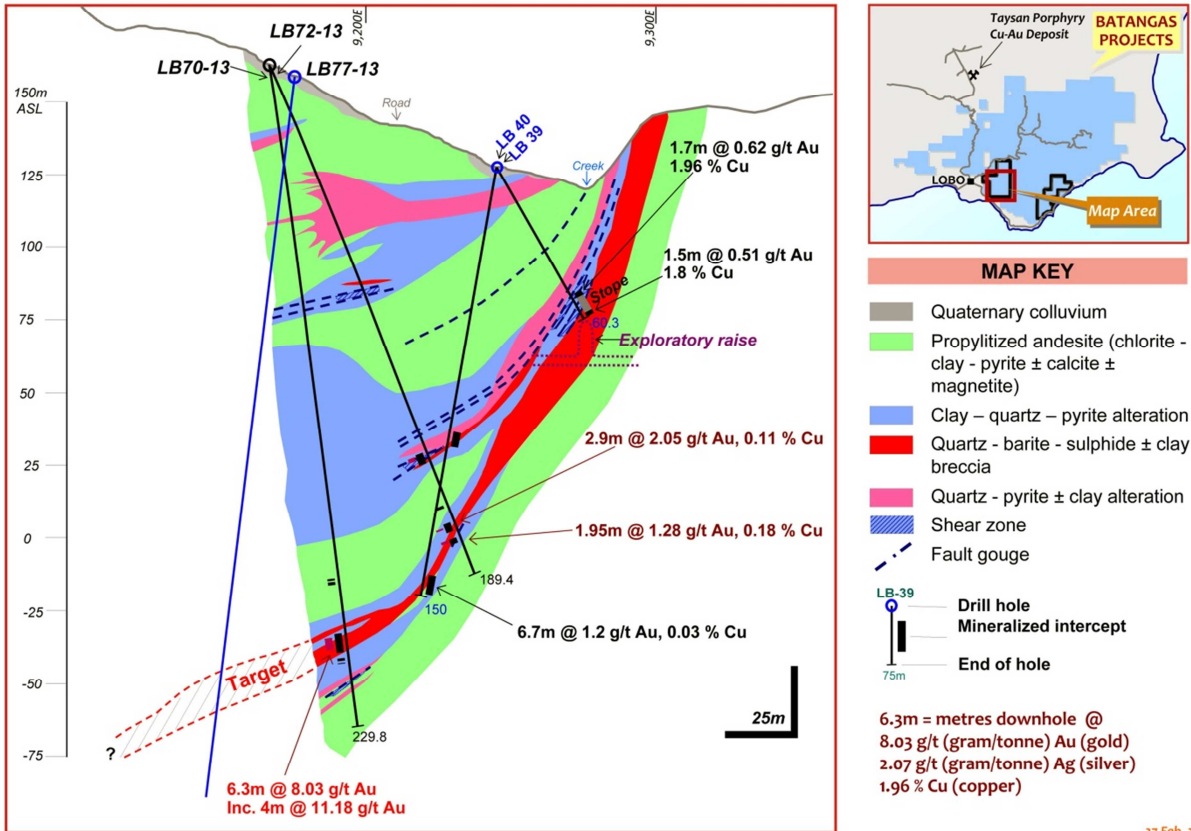 LB72-13
LB70-13
LB77-13
9,200E
9,300E
150m
ASL
Road
LB 40
LB 39
Creek
1.7m @ 0.62 g/t Au
1.96 % Cu
125
100
1.5m @ 0.51 g/t Au
1.8 % Cu
Stope
75
60.3
Exploratory raise
50
2.9m @ 2.05 g/t Au, 0.11 % Cu
25
0
1.95m @ 1.28 g/t Au, 0.18 % Cu
189.4
-25
150
6.7m @ 1.2 g/t Au, 0.03 % Cu
Target
-50
25m
229.8
-75
?
6.3m @ 8.03 g/t Au
Inc. 4m @ 11.18 g/t Au
Taysan Porphyry
Cu-Au Deposit
BATANGAS
PROJECTS
LOBO
Map Area
MAP KEY
Quaternary colluvium
Propylitized andesite (chlorite -
clay - pyrite ± calcite ±
magnetite)
Clay – quartz – pyrite alteration
Quartz - barite - sulphide ± clay
breccia
Quartz - pyrite ± clay alteration
Shear zone
Fault gouge
LB-39
Drill hole
Mineralized intercept
End of hole
75m
6.3m = metres downhole @
8.03 g/t (gram/tonne) Au (gold)
2.07 g/t (gram/tonne) Ag (silver)
1.96 % Cu (copper)